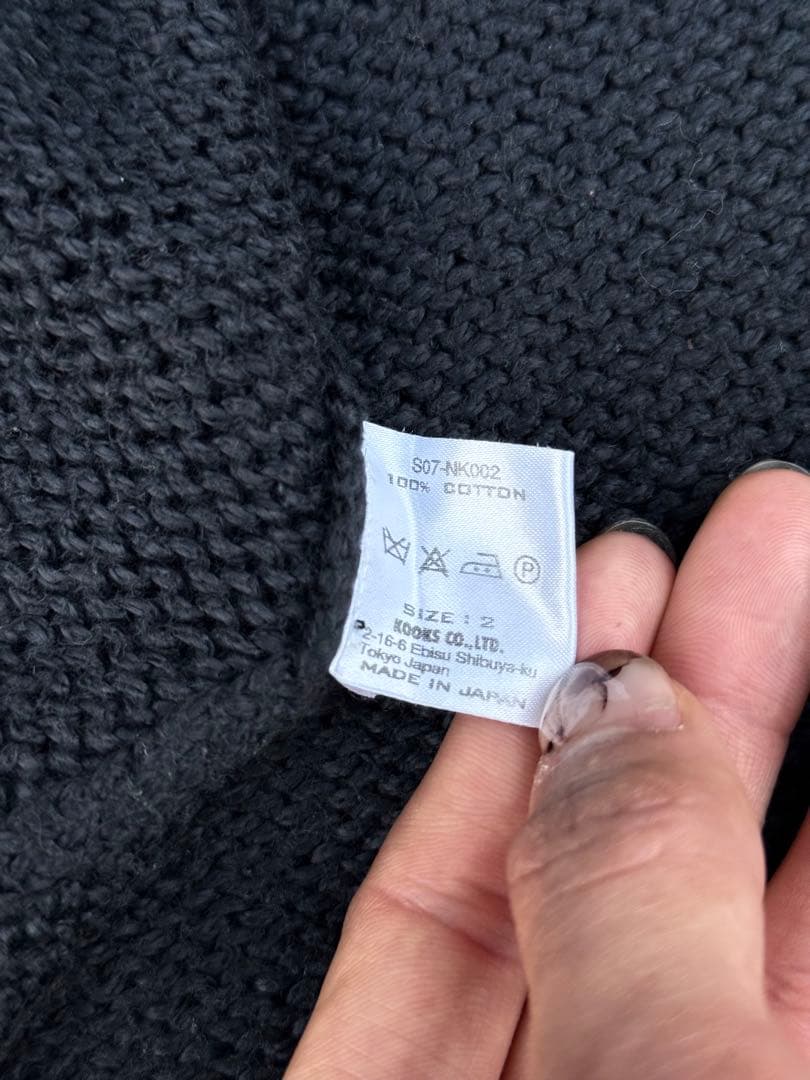 S07-NK002
100% COTTON
P
SIZE : 2
KOOKS CO.,LTD.
2-16-6 Ebisu Shibuya-ku
Tokyo Japan
MADE IN JAPAN